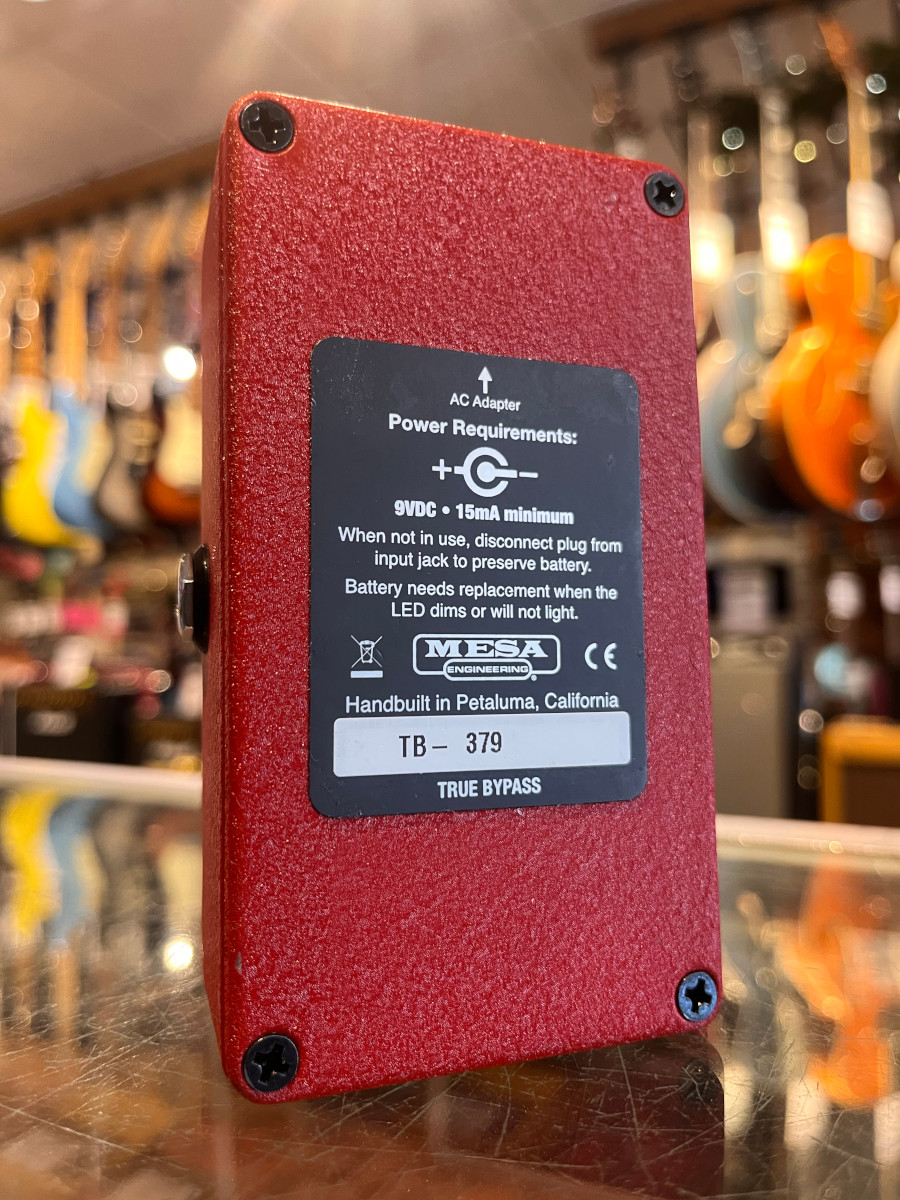 AC Adapter
Power Requirements:
+ −
9VDC • 15mA minimum
When not in use, disconnect plug from
input jack to preserve battery.
Battery needs replacement when the
LED dims or will not light.
MESA
ENGINEERING®
CE
Handbuilt in Petaluma, California
TB– 379
TRUE BYPASS